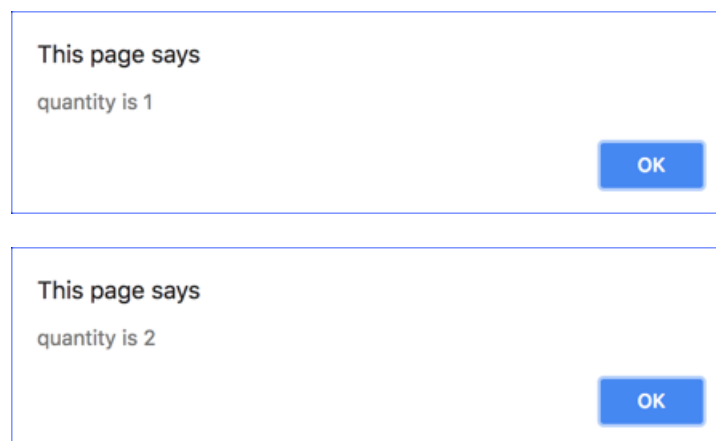 This page says
quantity is 1
OK
This page says
quantity is 2
OK